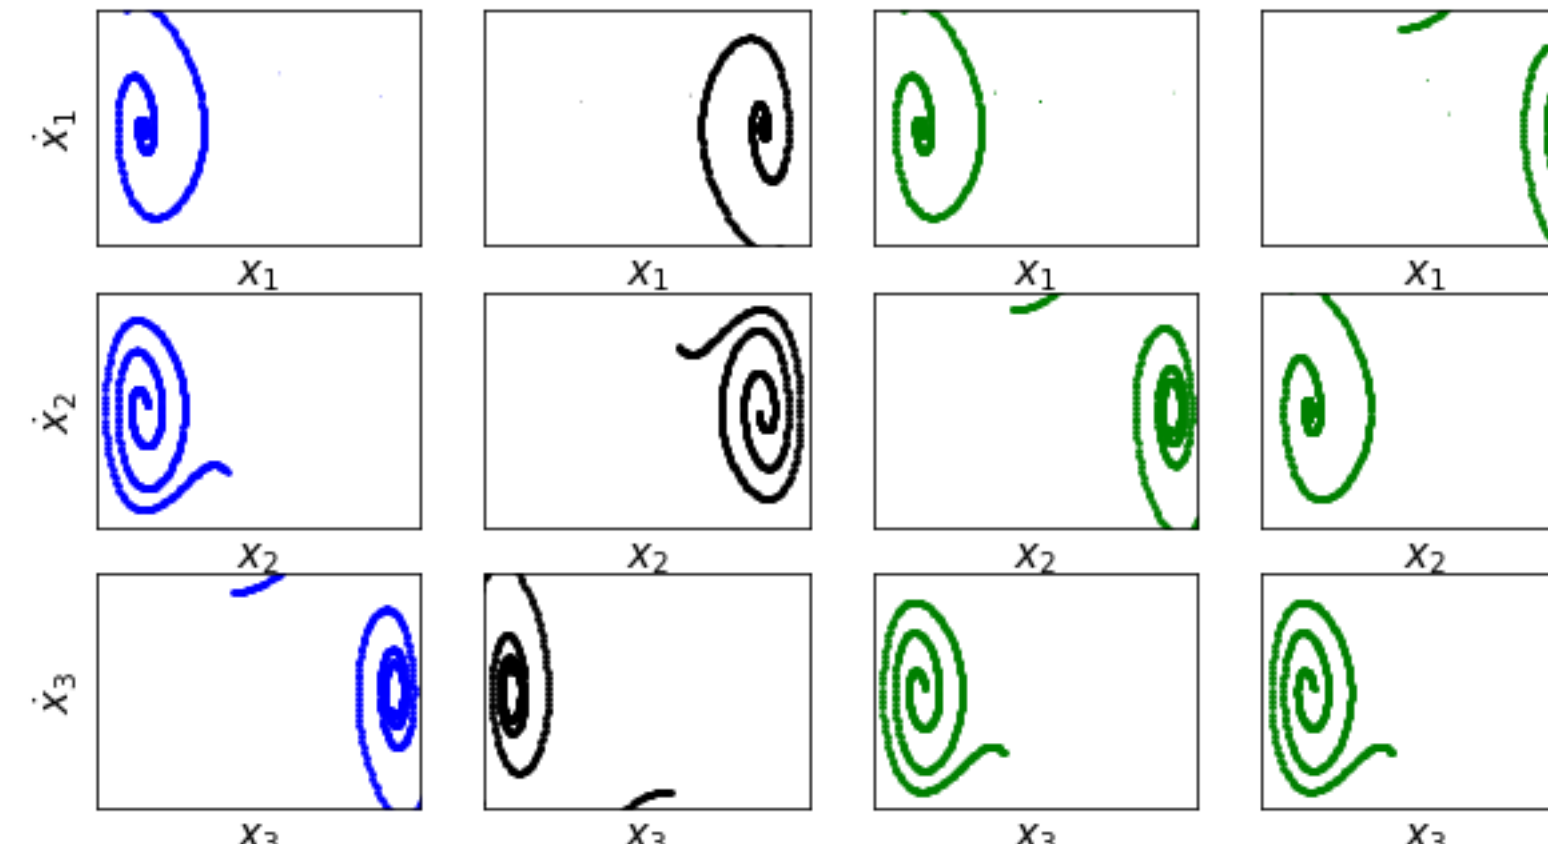 ẋ₁
x₁ x₁ x₁ x₁
ẋ₂
x₂ x₂ x₂ x₂
ẋ₃
x₃ x₃ x₃ x₃